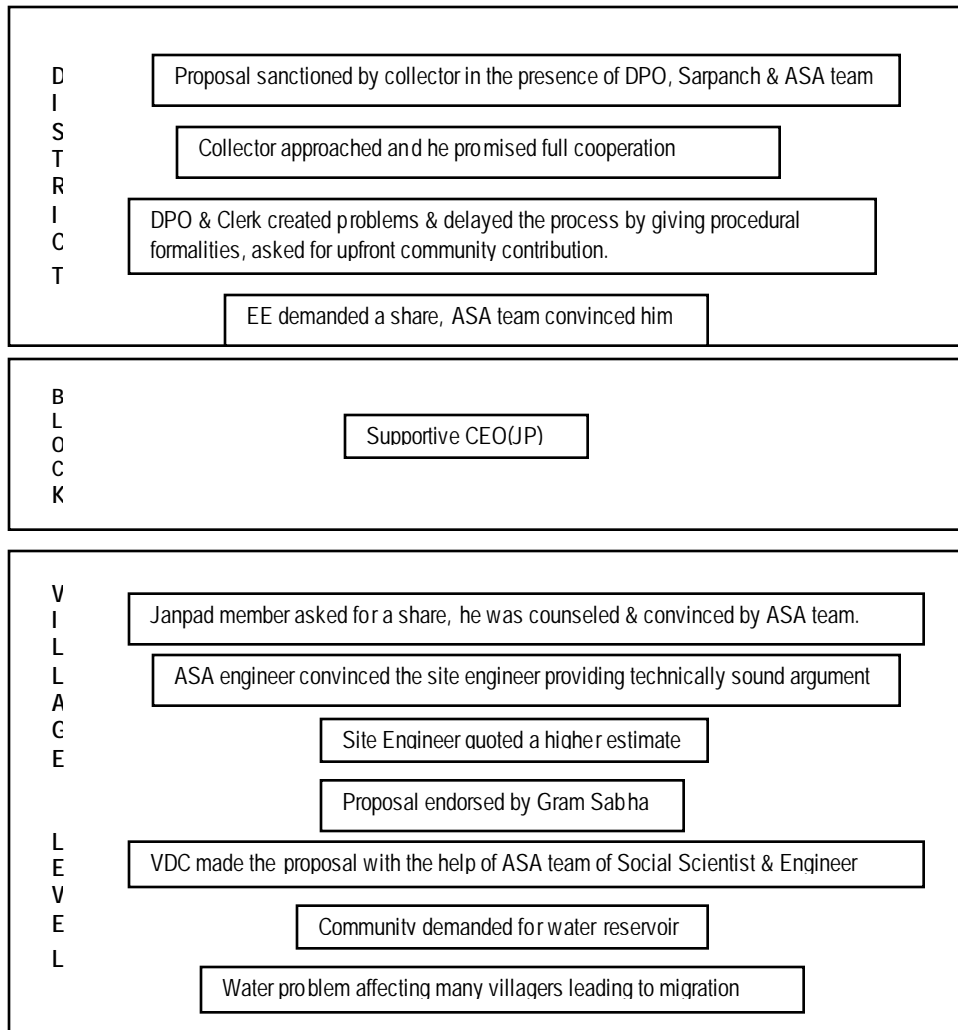 DISTRICT
Proposal sanctioned by collector in the presence of DPO, Sarpanch & ASA team
Collector approached and he promised full cooperation
DPO & Clerk created problems & delayed the process by giving procedural
formalities, asked for upfront community contribution.
EE demanded a share, ASA team convinced him
BLOCK
Supportive CEO(JP)
VILLAGE LEVEL
Janpad member asked for a share, he was counseled & convinced by ASA team.
ASA engineer convinced the site engineer providing technically sound argument
Site Engineer quoted a higher estimate
Proposal endorsed by Gram Sabha
VDC made the proposal with the help of ASA team of Social Scientist & Engineer
Community demanded for water reservoir
Water problem affecting many villagers leading to migration